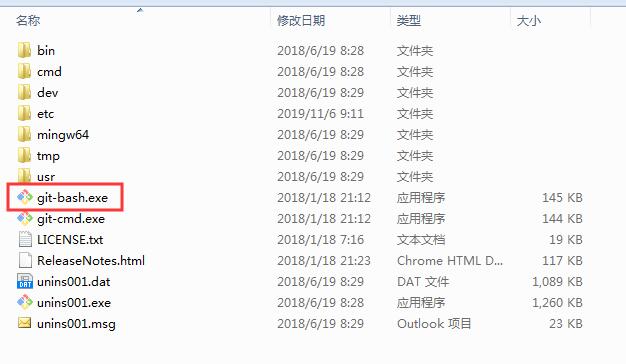 名称 修改日期 类型 大小
bin 2018/6/19 8:28 文件夹
cmd 2018/6/19 8:28 文件夹
dev 2018/6/19 8:29 文件夹
etc 2019/11/6 9:11 文件夹
mingw64 2018/6/19 8:29 文件夹
tmp 2018/6/19 8:29 文件夹
usr 2018/6/19 8:29 文件夹
git-bash.exe 2018/1/18 21:12 应用程序 145 KB
git-cmd.exe 2018/1/18 21:12 应用程序 144 KB
LICENSE.txt 2018/1/18 7:16 文本文档 19 KB
ReleaseNotes.html 2018/1/18 21:23 Chrome HTML D... 117 KB
unins001.dat 2018/6/19 8:29 DAT 文件 1,089 KB
unins001.exe 2018/6/19 8:28 应用程序 1,260 KB
unins001.msg 2018/6/19 8:29 Outlook 项目 23 KB